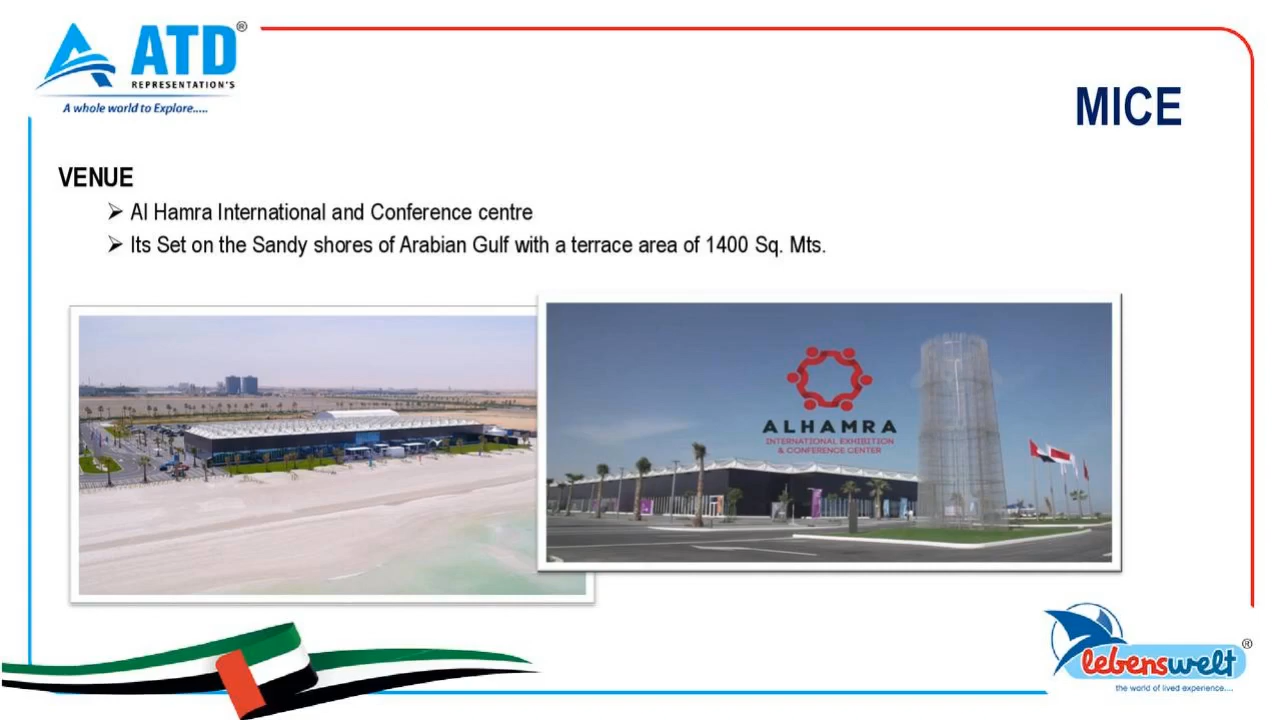 ATD®
REPRESENTATION'S
A whole world to Explore.....
MICE
VENUE
➢ Al Hamra International and Conference centre
➢ Its Set on the Sandy shores of Arabian Gulf with a terrace area of 1400 Sq. Mts.
ALHAMRA
INTERNATIONAL EXHIBITION
& CONFERENCE CENTER
lebenswelt®
the world of lived experience....